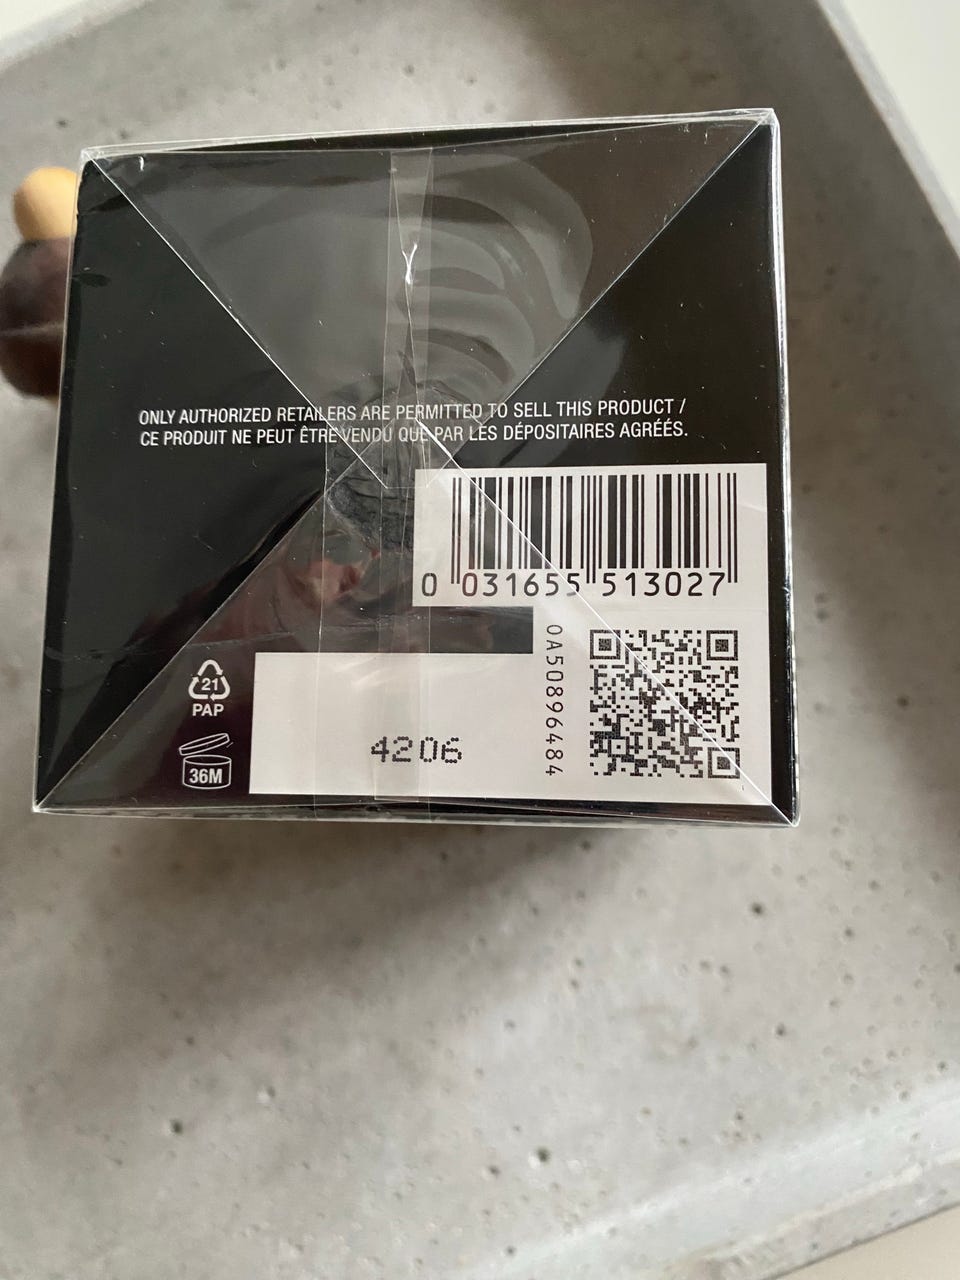 ONLY AUTHORIZED RETAILERS ARE PERMITTED TO SELL THIS PRODUCT /
CE PRODUIT NE PEUT ÊTRE VENDU QUE PAR LES DÉPOSITAIRES AGRÉÉS.
0 031655 513027
0A50896484
21
PAP
36M
4206